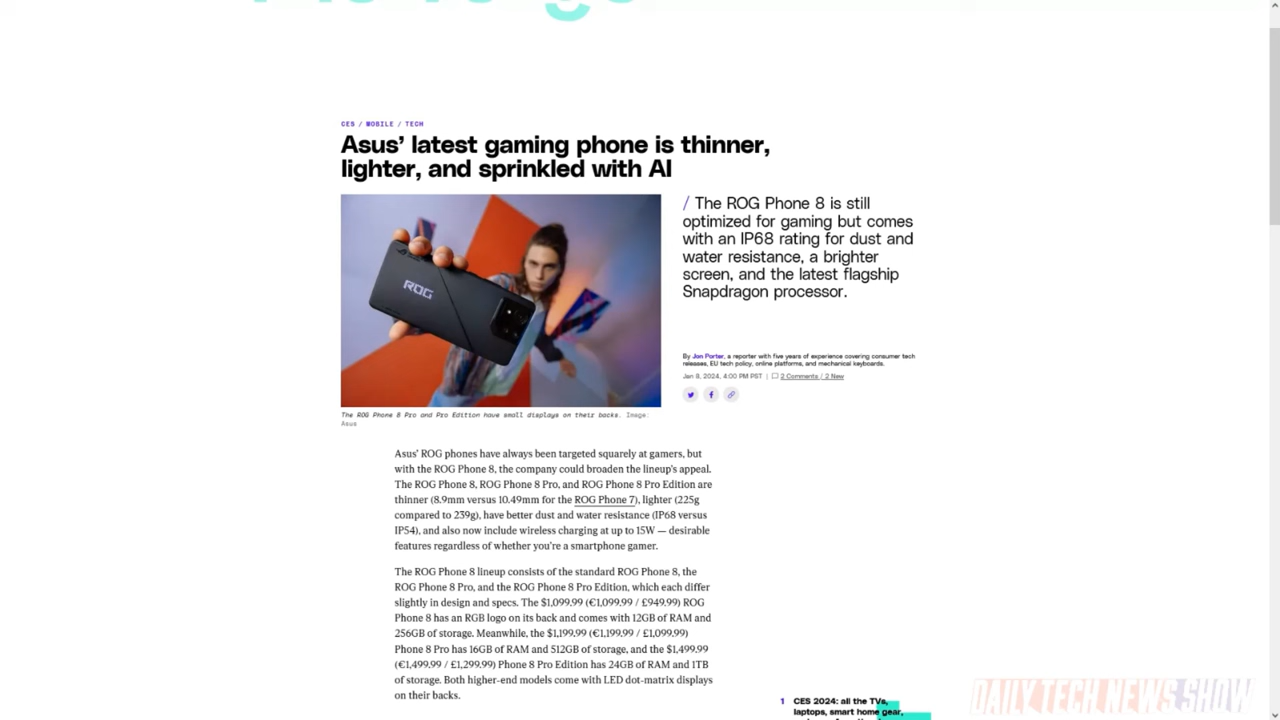 CES / MOBILE / TECH
Asus' latest gaming phone is thinner,
lighter, and sprinkled with AI
ROG
/ The ROG Phone 8 is still
optimized for gaming but comes
with an IP68 rating for dust and
water resistance, a brighter
screen, and the latest flagship
Snapdragon processor.
By Jon Porter, a reporter with five years of experience covering consumer tech
releases, EU tech policy, online platforms, and mechanical keyboards.
Jan 8, 2024, 4:00 PM PST | 2 Comments / 2 New
The ROG Phone 8 Pro and Pro Edition have small displays on their backs. Image:
Asus
Asus' ROG phones have always been targeted squarely at gamers, but
with the ROG Phone 8, the company could broaden the lineup's appeal.
The ROG Phone 8, ROG Phone 8 Pro, and ROG Phone 8 Pro Edition are
thinner (8.9mm versus 10.49mm for the ROG Phone 7), lighter (225g
compared to 239g), have better dust and water resistance (IP68 versus
IP54), and also now include wireless charging at up to 15W — desirable
features regardless of whether you're a smartphone gamer.
The ROG Phone 8 lineup consists of the standard ROG Phone 8, the
ROG Phone 8 Pro, and the ROG Phone 8 Pro Edition, which each differ
slightly in design and specs. The $1,099.99 (€1,099.99 / £949.99) ROG
Phone 8 has an RGB logo on its back and comes with 12GB of RAM and
256GB of storage. Meanwhile, the $1,199.99 (€1,199.99 / £1,099.99)
Phone 8 Pro has 16GB of RAM and 512GB of storage, and the $1,499.99
(€1,499.99 / £1,299.99) Phone 8 Pro Edition has 24GB of RAM and 1TB
of storage. Both higher-end models come with LED dot-matrix displays
on their backs.
1 CES 2024: all the TVs,
laptops, smart home gear,
DAILY TECH NEWS SHOW